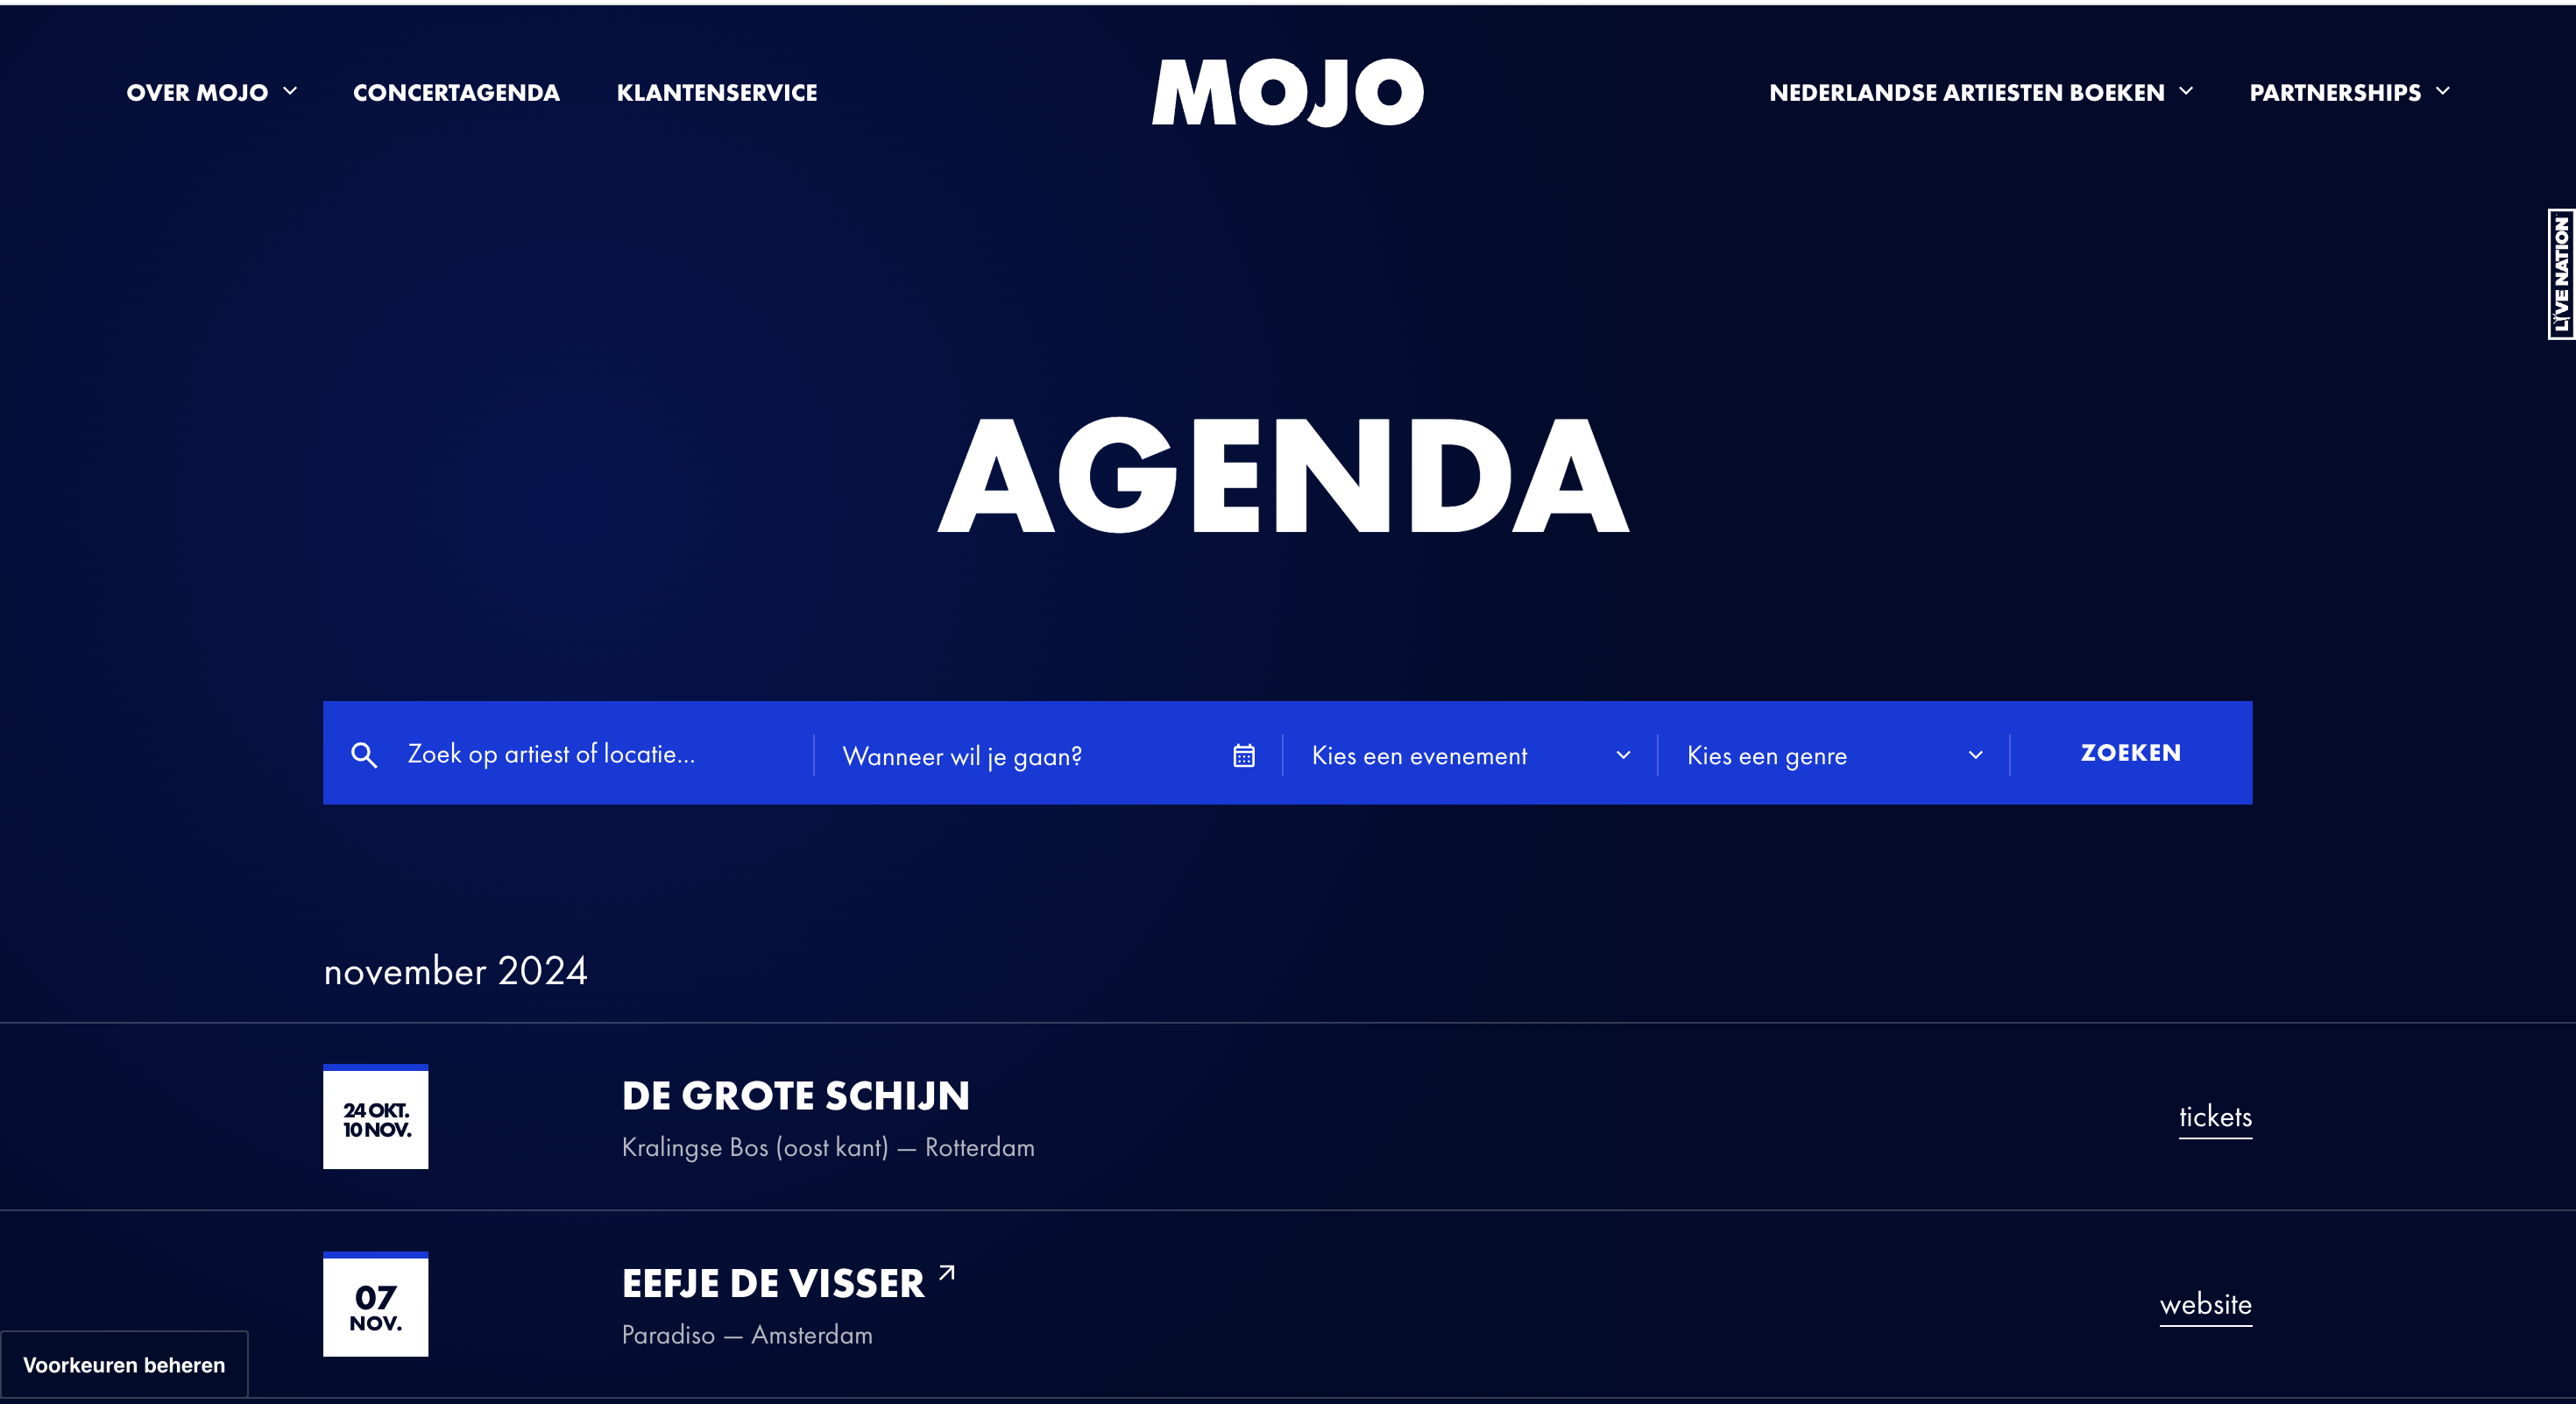 OVER MOJO
CONCERTAGENDA
KLANTENSERVICE
MOJO
NEDERLANDSE ARTIESTEN BOEKEN
PARTNERSHIPS
LIVE NATION
AGENDA
Zoek op artiest of locatie...
Wanneer wil je gaan?
Kies een evenement
Kies een genre
ZOEKEN
november 2024
24 OKT.
10 NOV.
DE GROTE SCHIJN
Kralingse Bos (oost kant) — Rotterdam
tickets
07
NOV.
EEFJE DE VISSER
Paradiso — Amsterdam
website
Voorkeuren beheren